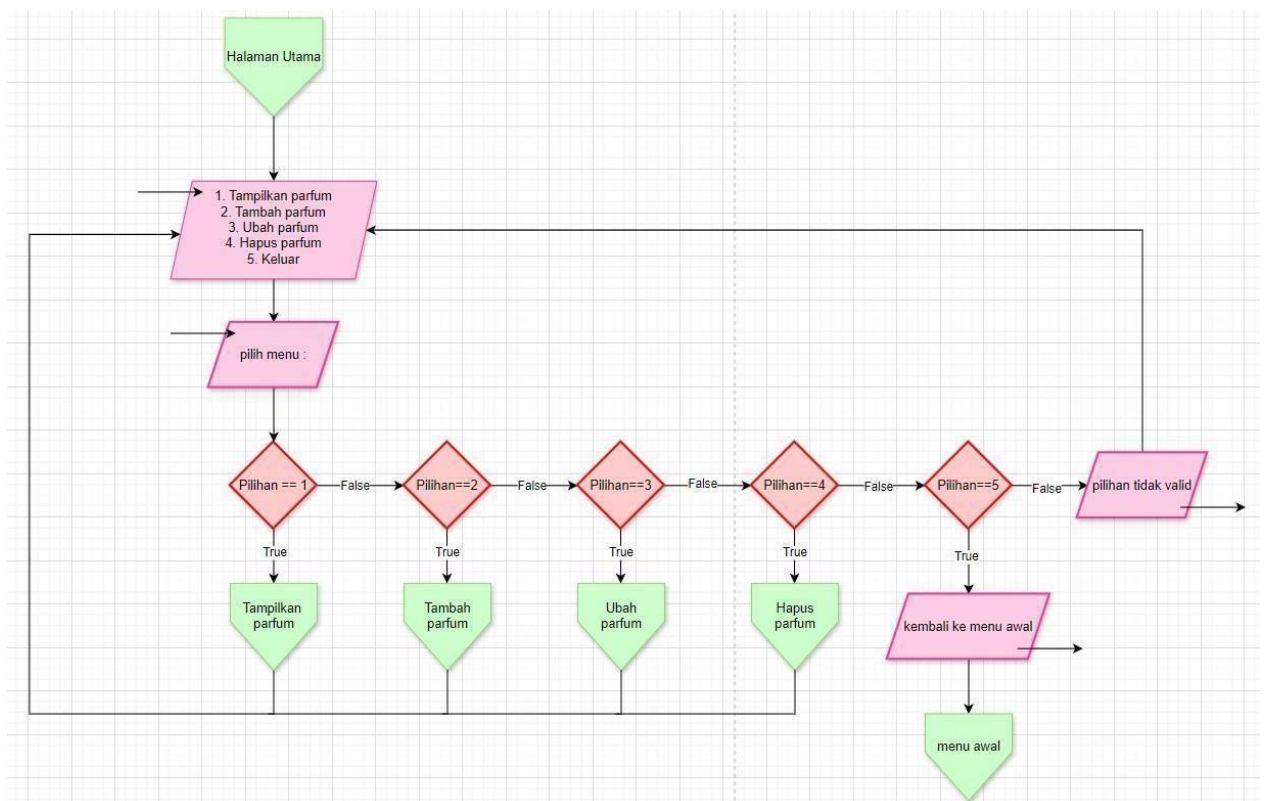 Halaman Utama
1. Tampilkan parfum
2. Tambah parfum
3. Ubah parfum
4. Hapus parfum
5. Keluar
pilih menu :
Pilihan == 1
False
Pilihan==2
False
Pilihan==3
False
Pilihan==4
False
Pilihan==5
False
pilihan tidak valid
True
True
True
True
True
Tampilkan
parfum
Tambah
parfum
Ubah
parfum
Hapus
parfum
kembali ke menu awal
menu awal